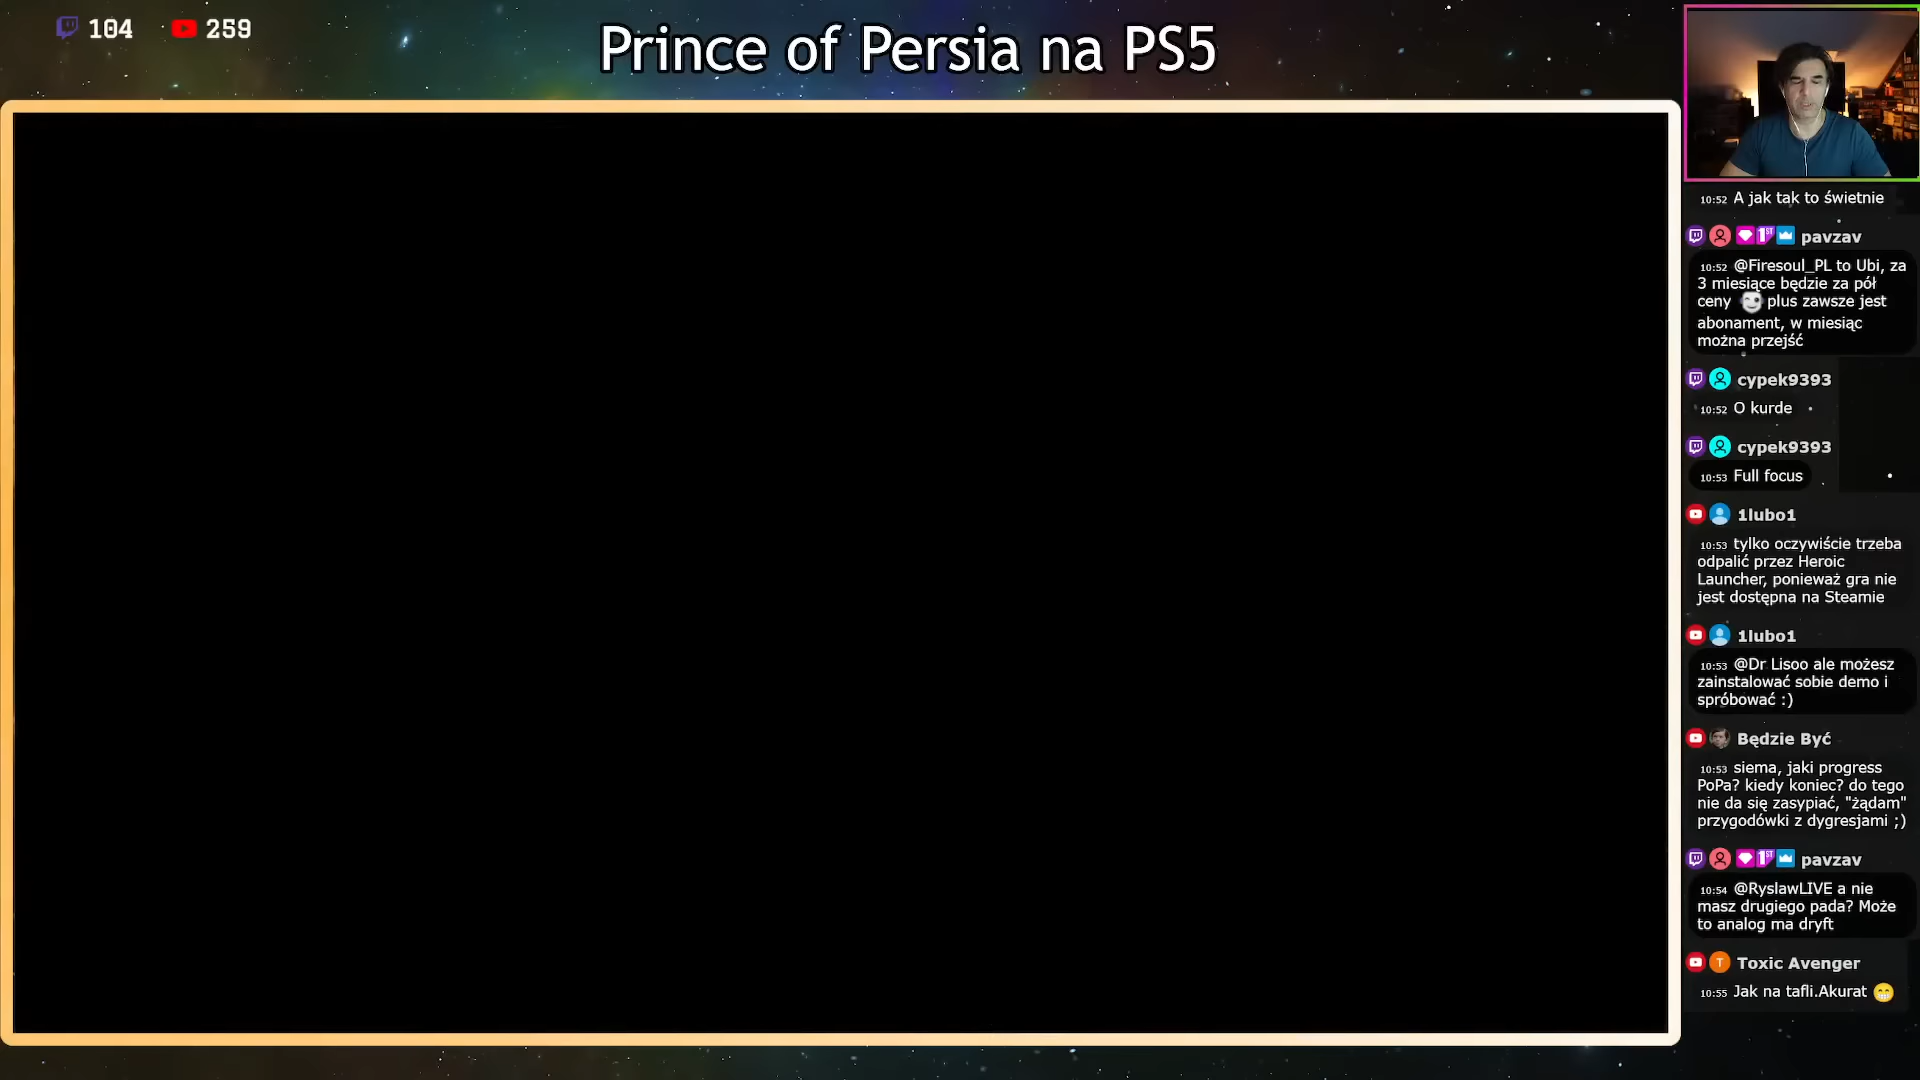 104 259
Prince of Persia na PS5
10:52 A jak tak to świetnie
1ST pavzav
10:52 @Firesoul_PL to Ubi, za
3 miesiące będzie za pół
ceny plus zawsze jest
abonament, w miesiąc
można przejść
cypek9393
10:52 O kurde
cypek9393
10:53 Full focus
1lubo1
10:53 tylko oczywiście trzeba
odpalić przez Heroic
Launcher, ponieważ gra nie
jest dostępna na Steamie
1lubo1
10:53 @Dr Lisoo ale możesz
zainstalować sobie demo i
spróbować :)
Będzie Być
10:53 siema, jaki progress
PoPa? kiedy koniec? do tego
nie da się zasypiać, "żądam"
przygodówki z dygresjami ;)
1ST pavzav
10:54 @RyslawLIVE a nie
masz drugiego pada? Może
to analog ma dryft
T Toxic Avenger
10:55 Jak na tafli.Akurat 😁